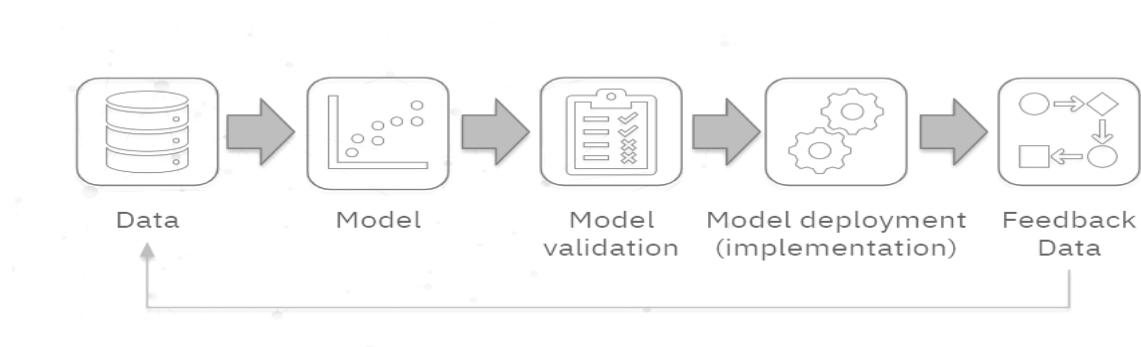 Data
Model
Model
validation
Model deployment
(implementation)
Feedback
Data